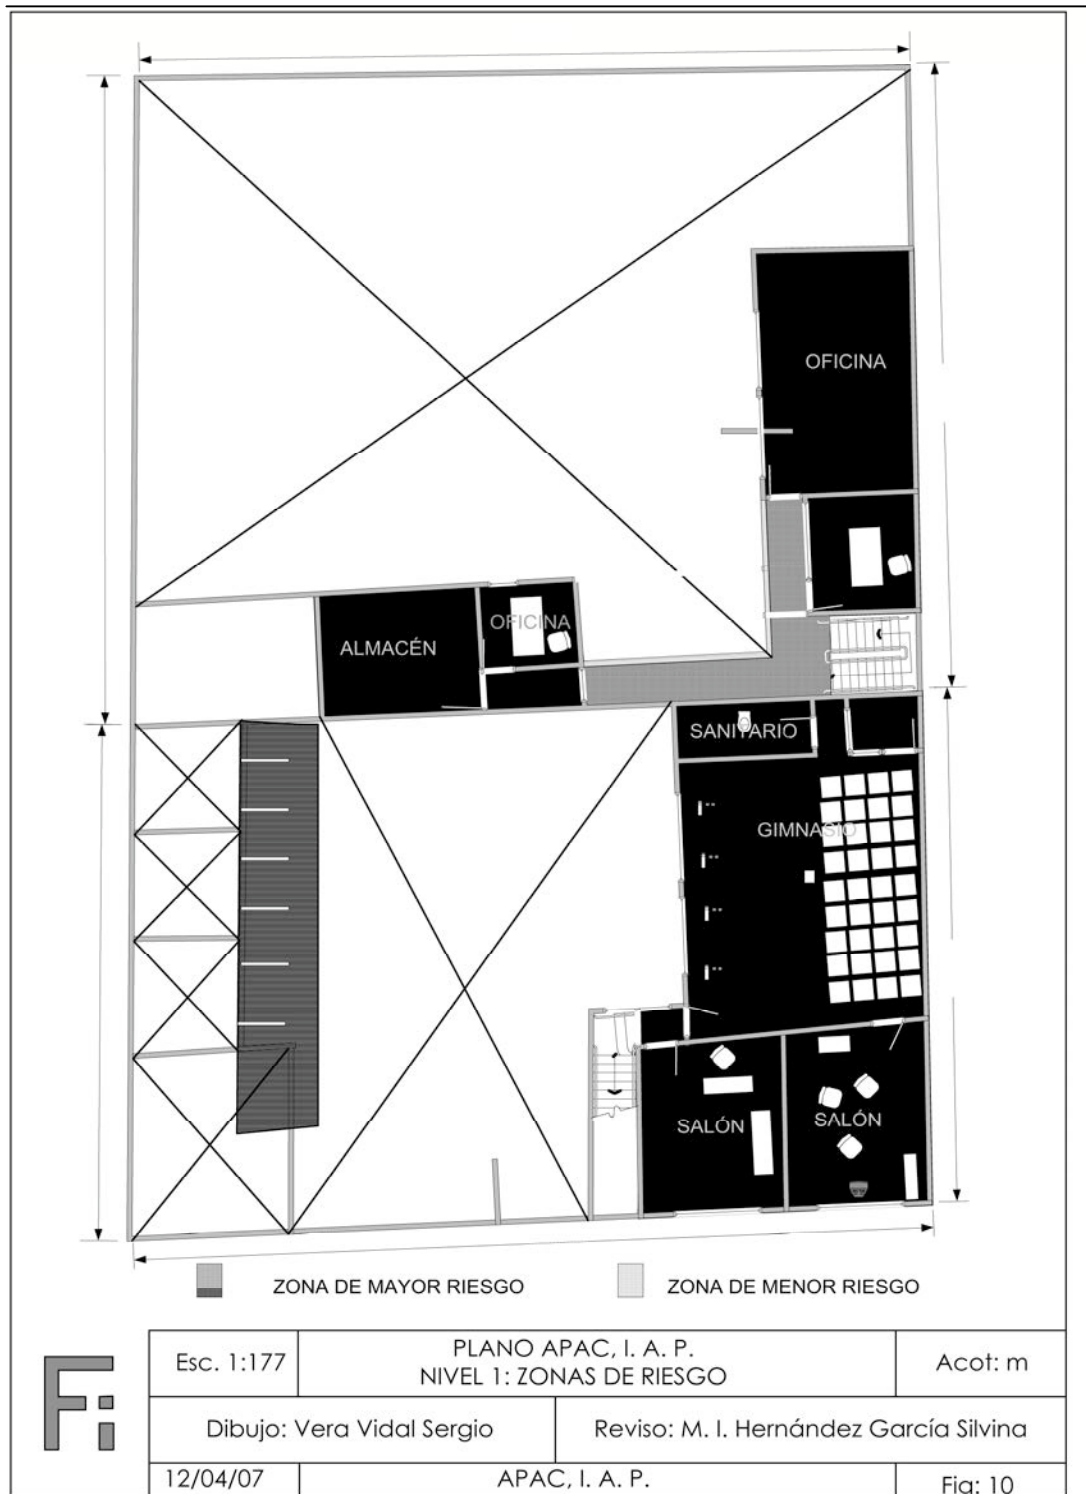 OFICINA
OFICINA
ALMACÉN
SANITARIO
GIMNASIO
SALÓN
SALÓN
ZONA DE MAYOR RIESGO
ZONA DE MENOR RIESGO
Fi
Esc. 1:177
PLANO APAC, I. A. P.
NIVEL 1: ZONAS DE RIESGO
Acot: m
Dibujo: Vera Vidal Sergio
Reviso: M. I. Hernández García Silvina
12/04/07
APAC, I. A. P.
Fig: 10